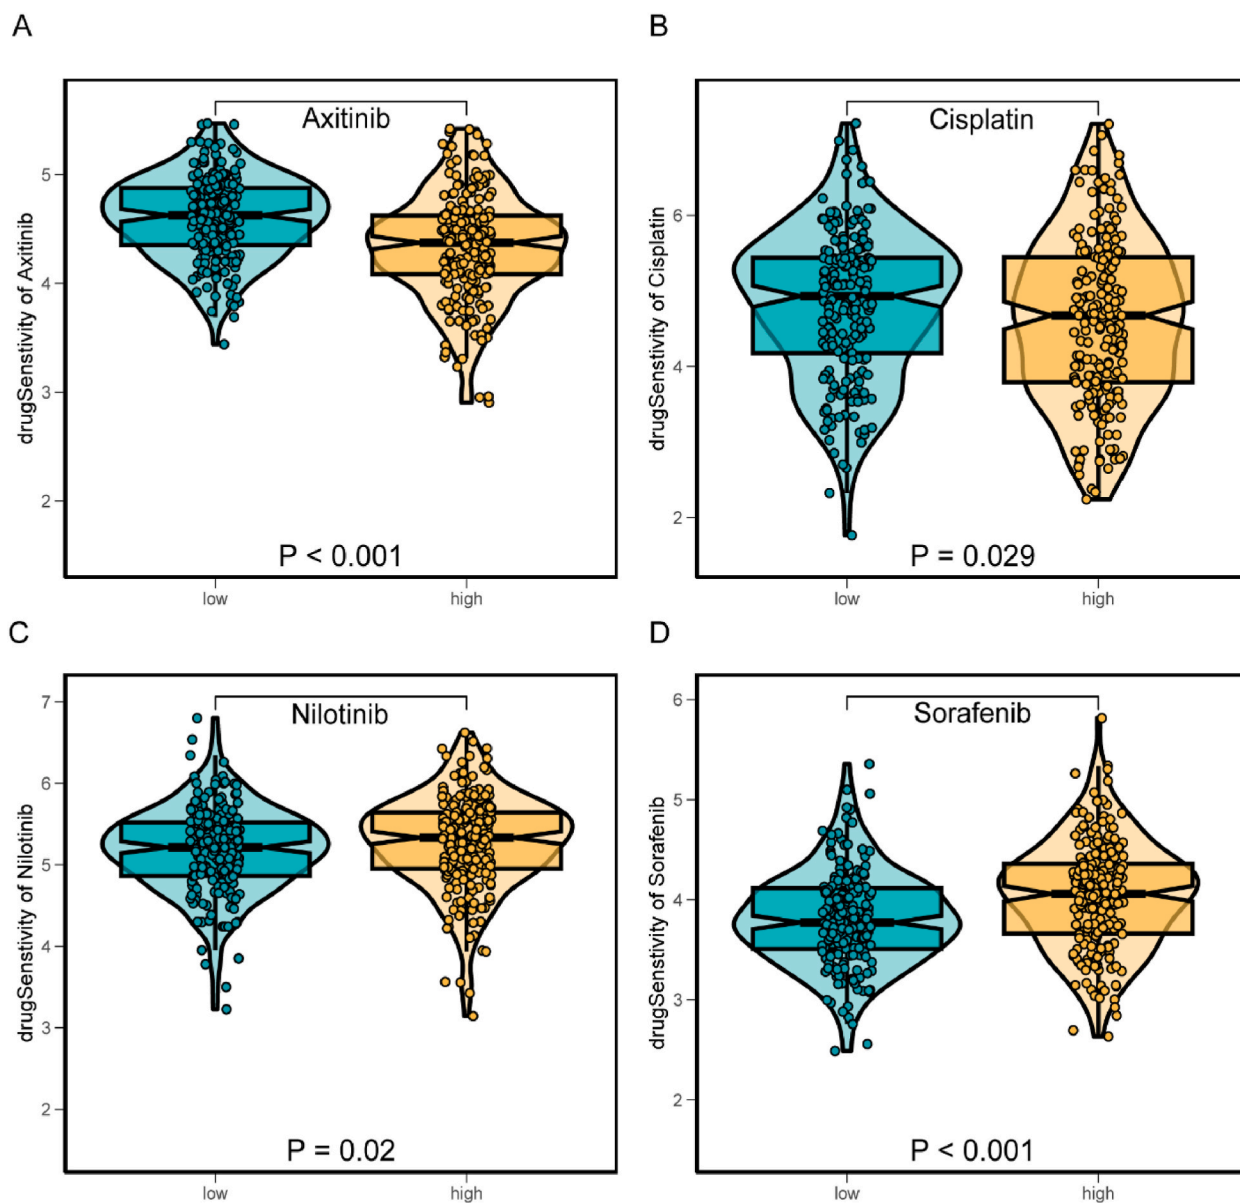 A
drugSenstivity of Axitinib
Axitinib
5
4
3
2
P < 0.001
low
high
B
drugSenstivity of Cisplatin
Cisplatin
6
4
2
P = 0.029
low
high
C
drugSenstivity of Nilotinib
Nilotinib
7
6
5
4
3
2
P = 0.02
low
high
D
drugSenstivity of Sorafenib
Sorafenib
6
5
4
3
2
P < 0.001
low
high